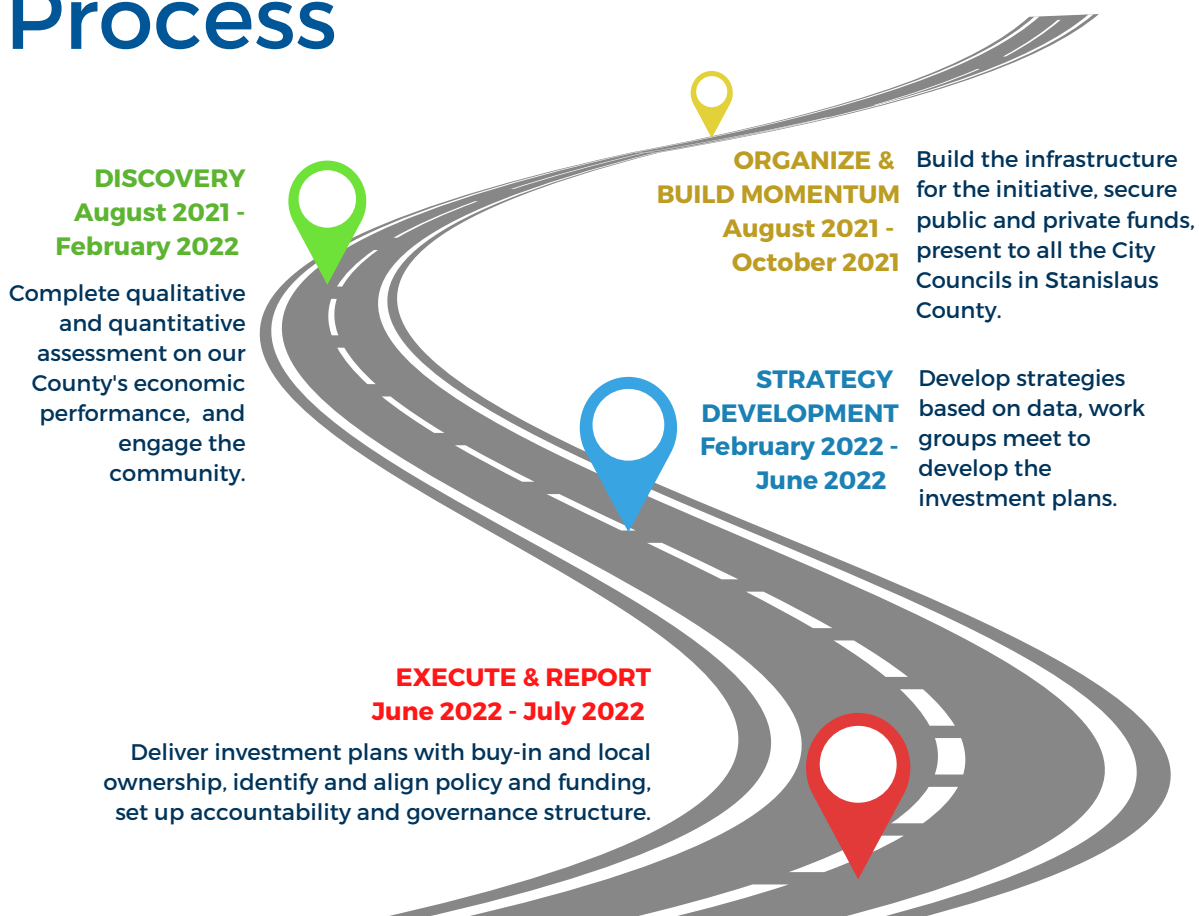 Process
ORGANIZE &
BUILD MOMENTUM
August 2021 -
October 2021
Build the infrastructure
for the initiative, secure
public and private funds,
present to all the City
Councils in Stanislaus
County.
DISCOVERY
August 2021 -
February 2022
Complete qualitative
and quantitative
assessment on our
County's economic
performance, and
engage the
community.
STRATEGY
DEVELOPMENT
February 2022 -
June 2022
Develop strategies
based on data, work
groups meet to
develop the
investment plans.
EXECUTE & REPORT
June 2022 - July 2022
Deliver investment plans with buy-in and local
ownership, identify and align policy and funding,
set up accountability and governance structure.